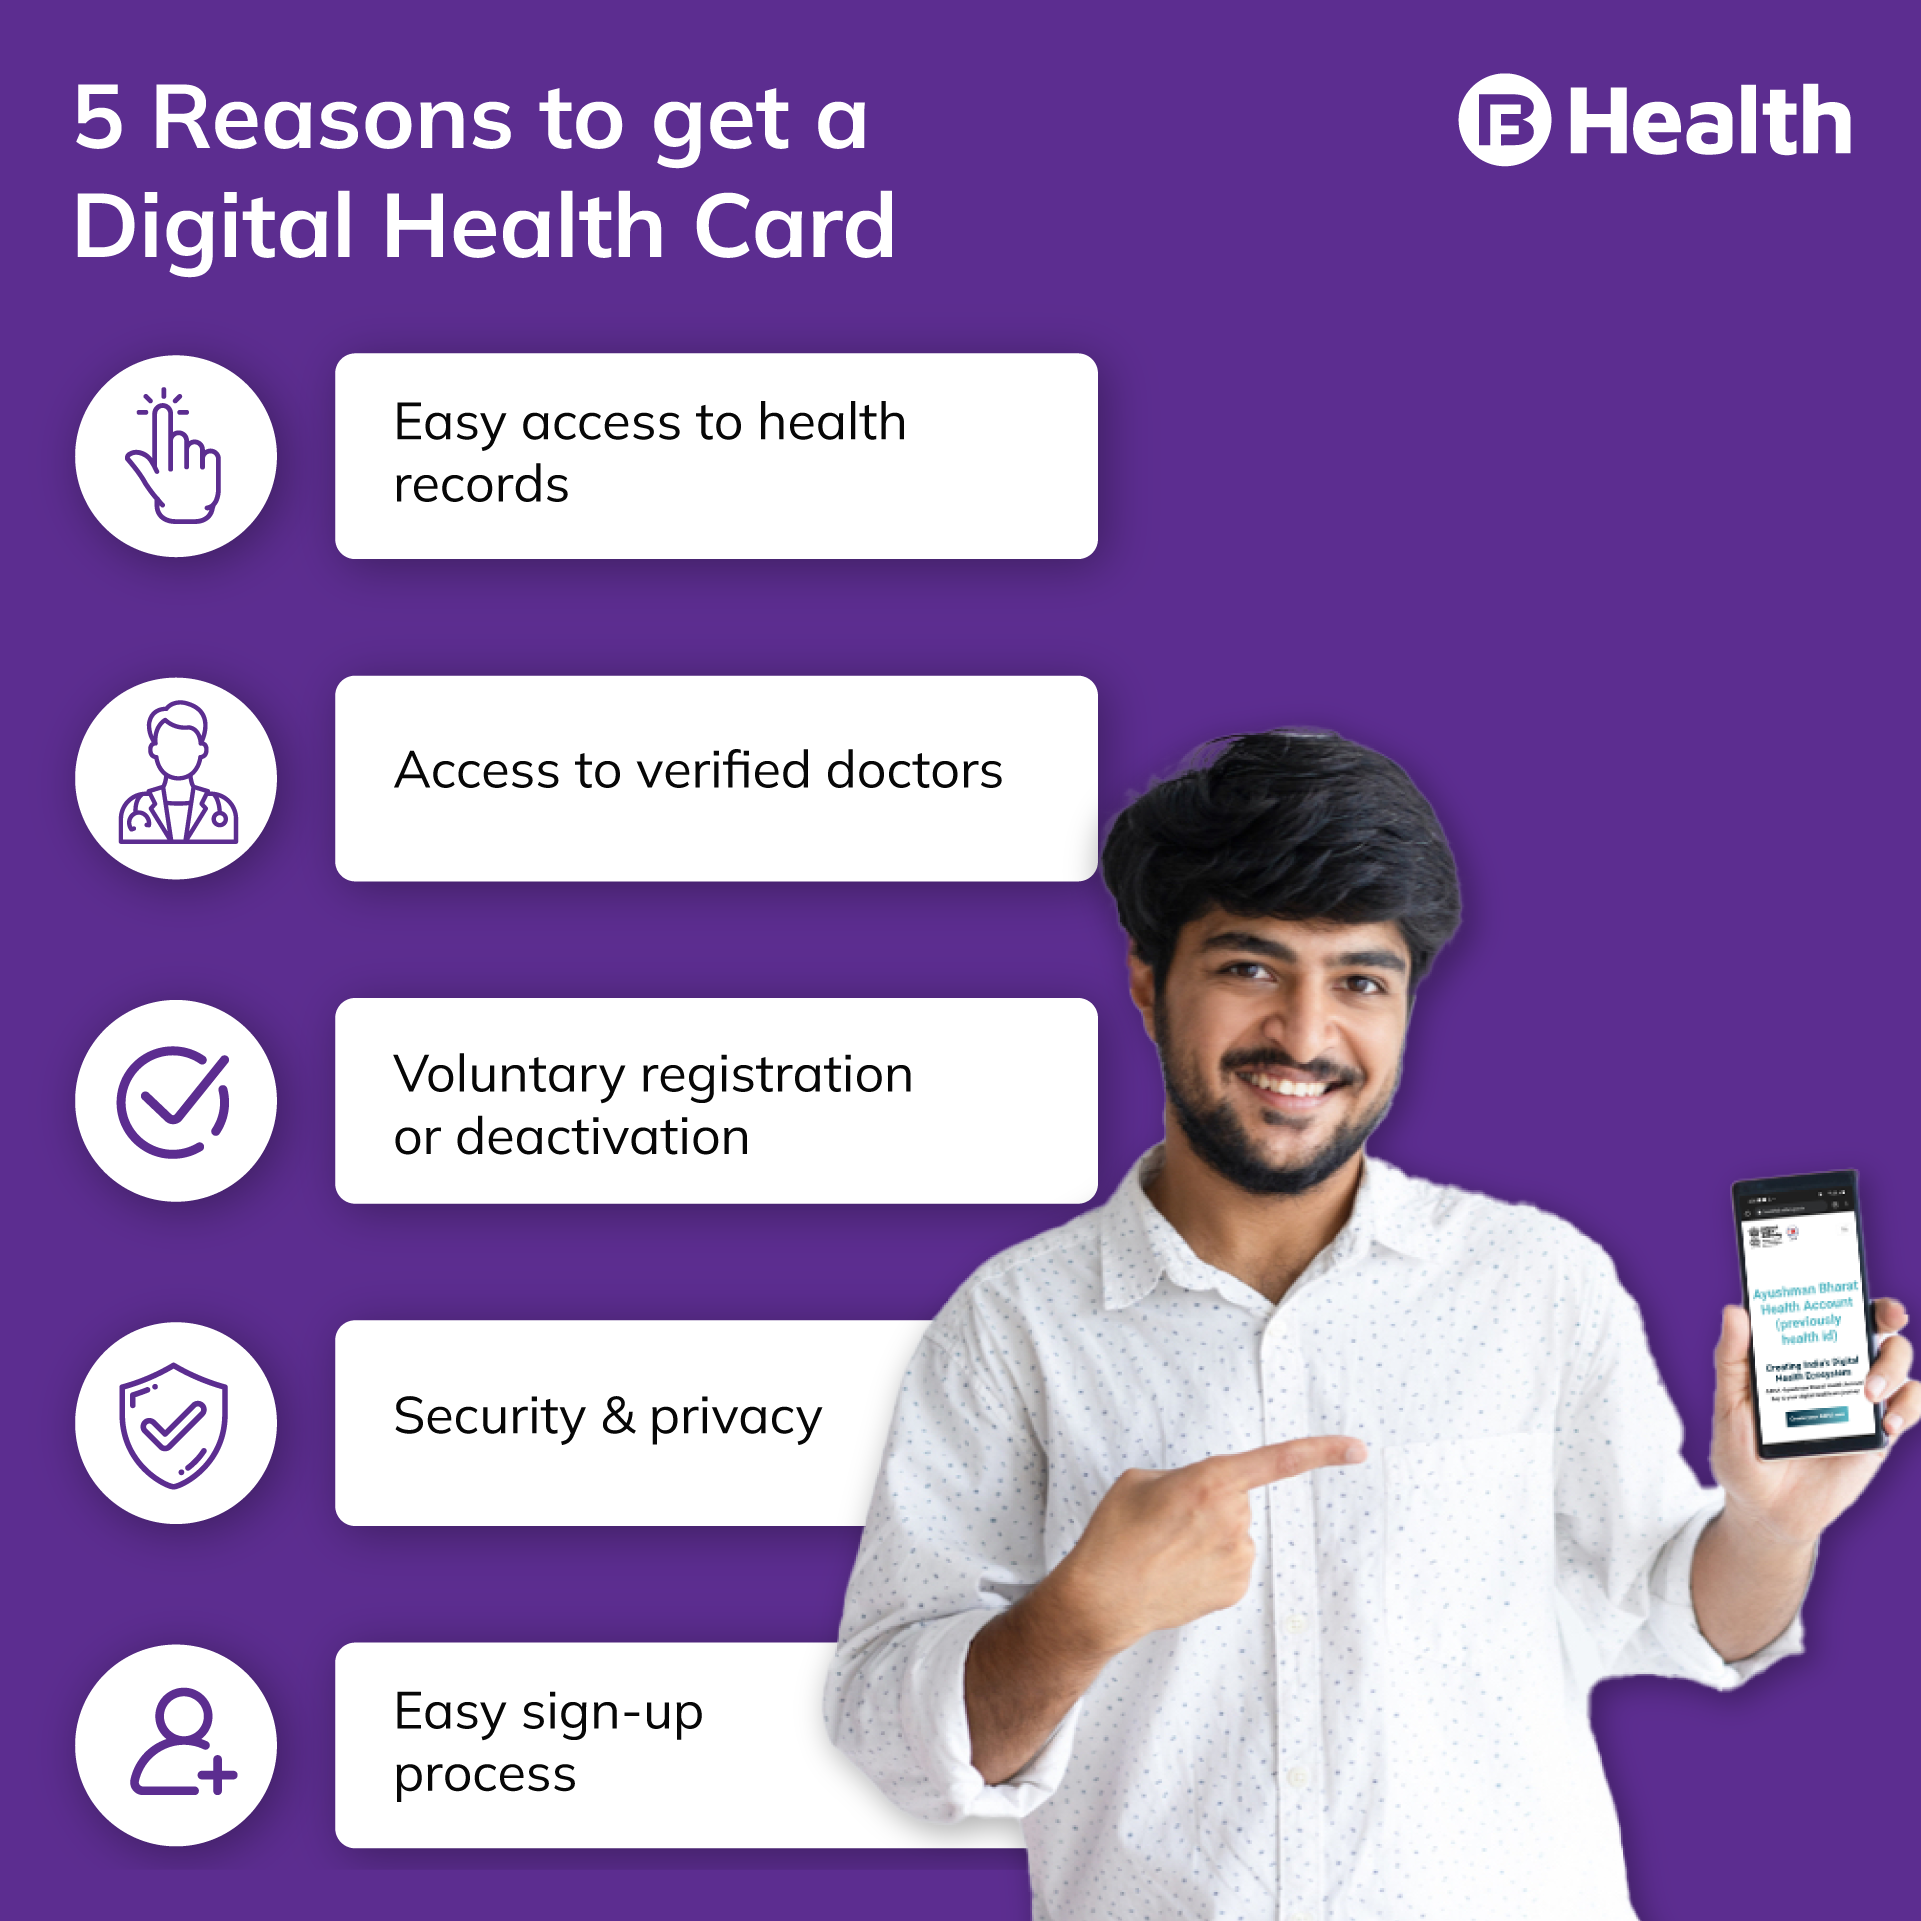 5 Reasons to get a
Digital Health Card
Health
Easy access to health
records
Access to verified doctors
Voluntary registration
or deactivation
Security & privacy
Easy sign-up
process
Ayushman Bharat
Health Account
(previously
health id)
Creating India's Digital
Health Ecosystem